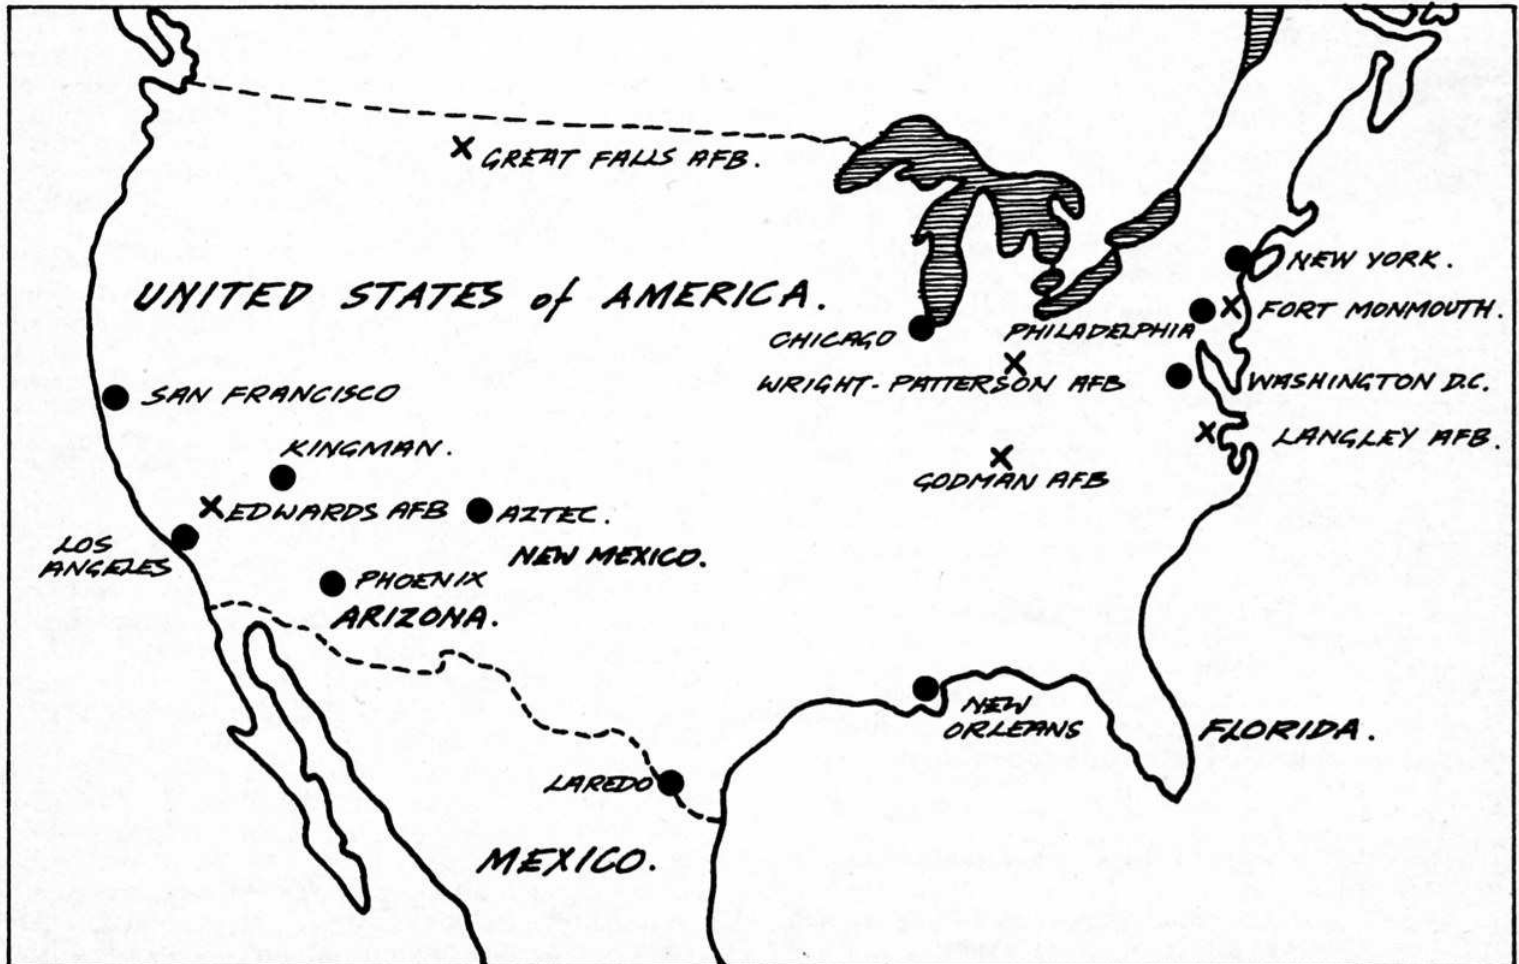 GREAT FALLS AFB.
NEW YORK.
UNITED STATES of AMERICA.
FORT MONMOUTH.
CHICAGO
PHILADELPHIA
WRIGHT-PATTERSON AFB
WASHINGTON D.C.
SAN FRANCISCO
LANGLEY AFB.
KINGMAN.
GODMAN AFB
EDWARDS AFB
AZTEC.
LOS
ANGELES
NEW MEXICO.
PHOENIX
ARIZONA.
NEW
ORLEANS
FLORIDA.
LAREDO
MEXICO.